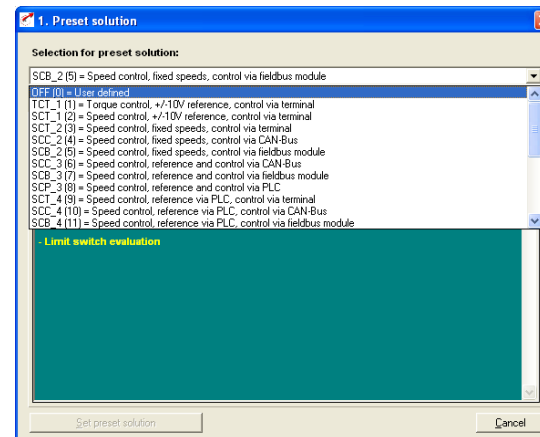 1. Preset solution
Selection for preset solution:
SCB_2 (5) = Speed control, fixed speeds, control via fieldbus module
OFF (0) = User defined
TCT_1 (1) = Torque control, +/-10V reference, control via terminal
SCT_1 (2) = Speed control, +/-10V reference, control via terminal
SCT_2 (3) = Speed control, fixed speeds, control via terminal
SCC_2 (4) = Speed control, fixed speeds, control via CAN-Bus
SCB_2 (5) = Speed control, fixed speeds, control via fieldbus module
SCC_3 (6) = Speed control, reference and control via CAN-Bus
SCB_3 (7) = Speed control, reference and control via fieldbus module
SCP_3 (8) = Speed control, reference and control via PLC
SCT_4 (9) = Speed control, reference via PLC, control via terminal
SCC_4 (10) = Speed control, reference via PLC, control via CAN-Bus
SCB_4 (11) = Speed control, reference via PLC, control via fieldbus module
- Limit switch evaluation
Set preset solution
Cancel